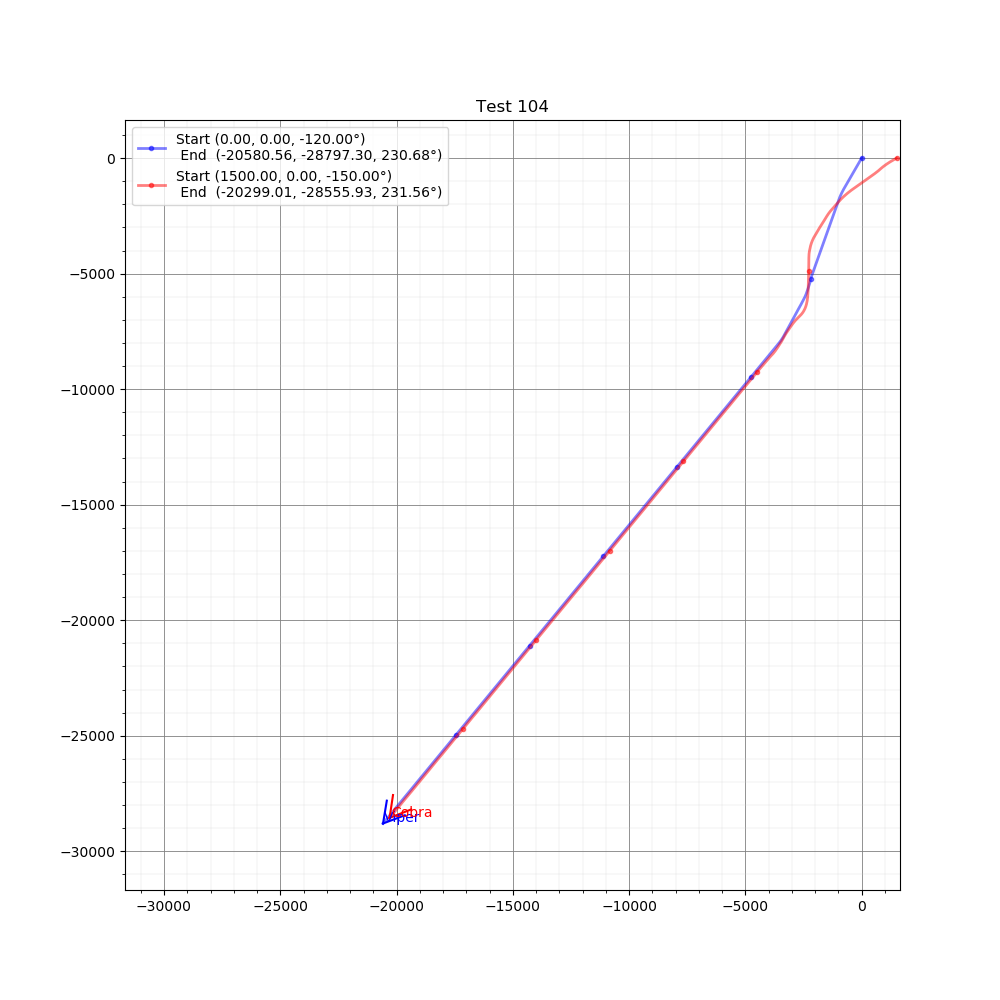 Test 104
Start (0.00, 0.00, -120.00°)
End (-20580.56, -28797.30, 230.68°)
Start (1500.00, 0.00, -150.00°)
End (-20299.01, -28555.93, 231.56°)
0
−5000
−10000
−15000
−20000
−25000
−30000
Cobra
Viper
−30000
−25000
−20000
−15000
−10000
−5000
0